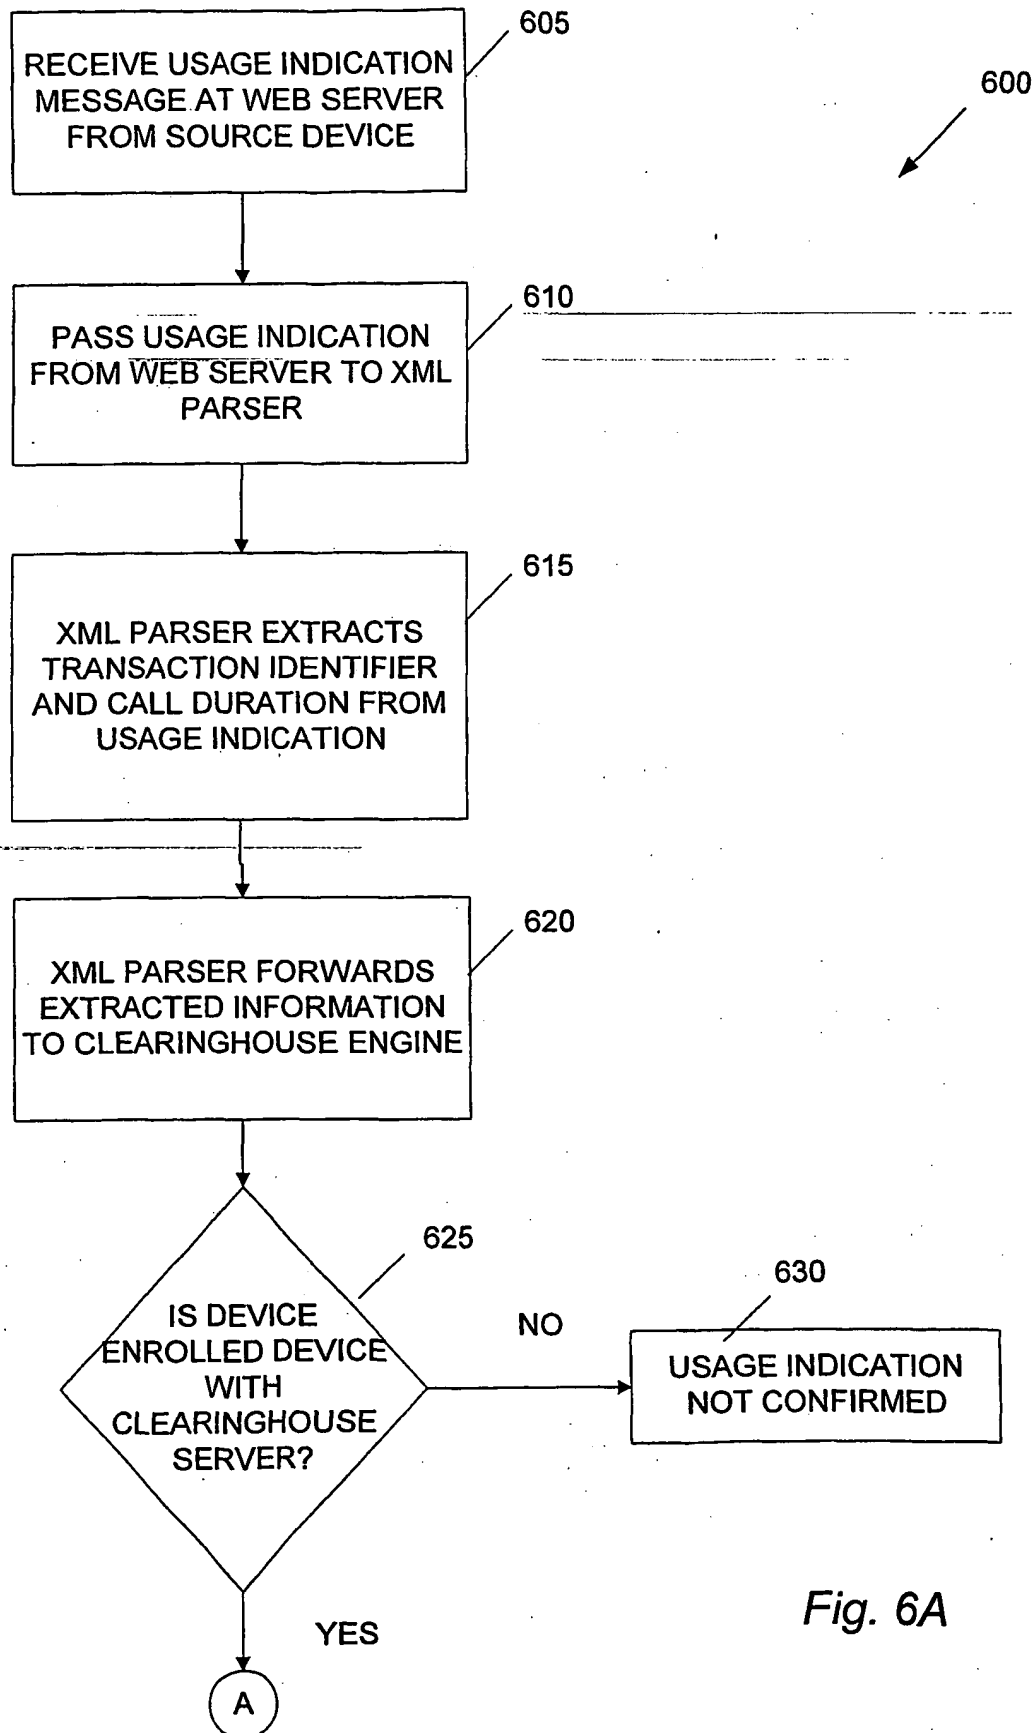 605
RECEIVE USAGE INDICATION
MESSAGE AT WEB SERVER
FROM SOURCE DEVICE
600
610
PASS USAGE INDICATION
FROM WEB SERVER TO XML
PARSER
615
XML PARSER EXTRACTS
TRANSACTION IDENTIFIER
AND CALL DURATION FROM
USAGE INDICATION
620
XML PARSER FORWARDS
EXTRACTED INFORMATION
TO CLEARINGHOUSE ENGINE
625
IS DEVICE
ENROLLED DEVICE
WITH
CLEARINGHOUSE
SERVER?
NO
630
USAGE INDICATION
NOT CONFIRMED
YES
A
Fig. 6A